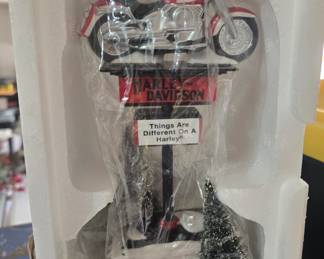 HARLEY-
DAVIDSON
Things Are
Different On A
Harley®